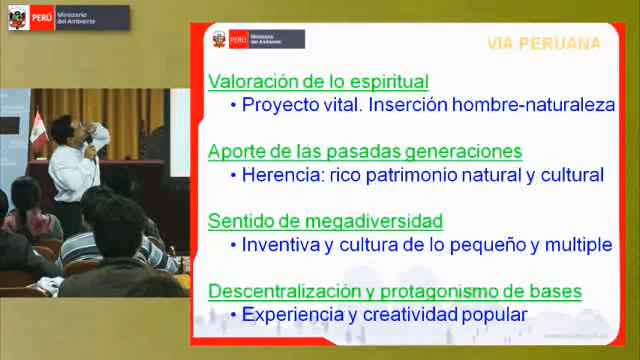 PERÚ
Ministerio
del Ambiente
PERÚ
Ministerio
del Ambiente
VIA PERUANA
Valoración de lo espiritual
• Proyecto vital. Inserción hombre-naturaleza
Aporte de las pasadas generaciones
• Herencia: rico patrimonio natural y cultural
Sentido de megadiversidad
• Inventiva y cultura de lo pequeño y multiple
Descentralización y protagonismo de bases
• Experiencia y creatividad popular